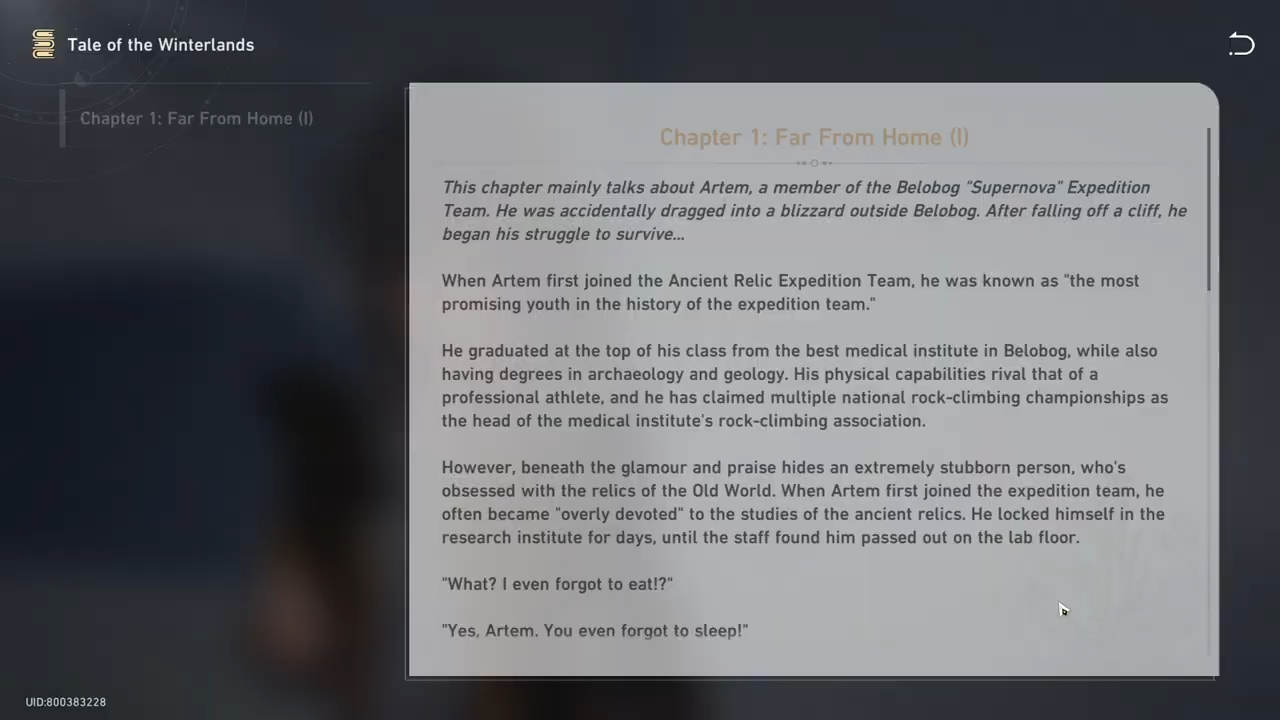 Tale of the Winterlands
Chapter 1: Far From Home (I)
Chapter 1: Far From Home (I)
This chapter mainly talks about Artem, a member of the Belobog "Supernova" Expedition
Team. He was accidentally dragged into a blizzard outside Belobog. After falling off a cliff, he
began his struggle to survive...
When Artem first joined the Ancient Relic Expedition Team, he was known as "the most
promising youth in the history of the expedition team."
He graduated at the top of his class from the best medical institute in Belobog, while also
having degrees in archaeology and geology. His physical capabilities rival that of a
professional athlete, and he has claimed multiple national rock-climbing championships as
the head of the medical institute's rock-climbing association.
However, beneath the glamour and praise hides an extremely stubborn person, who's
obsessed with the relics of the Old World. When Artem first joined the expedition team, he
often became "overly devoted" to the studies of the ancient relics. He locked himself in the
research institute for days, until the staff found him passed out on the lab floor.
"What? I even forgot to eat!?"
"Yes, Artem. You even forgot to sleep!"
UID:800383228